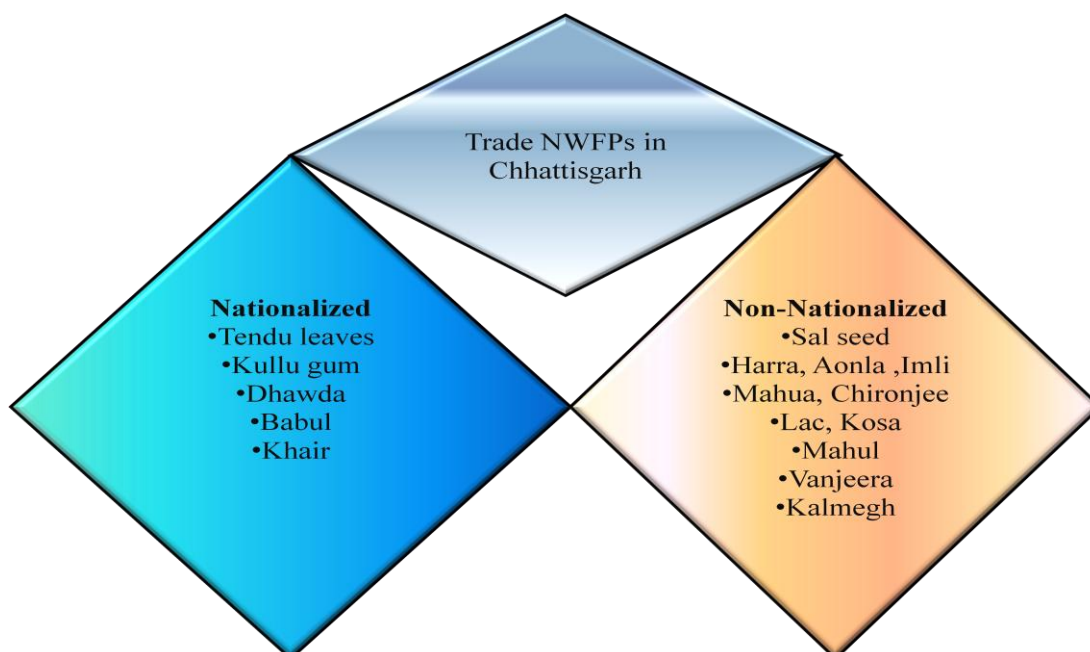 Trade NWFPs in
Chhattisgarh
Nationalized
•Tendu leaves
•Kullu gum
•Dhawda
•Babul
•Khair
Non-Nationalized
•Sal seed
•Harra, Aonla ,Imli
•Mahua, Chironjee
•Lac, Kosa
•Mahul
•Vanjeera
•Kalmegh